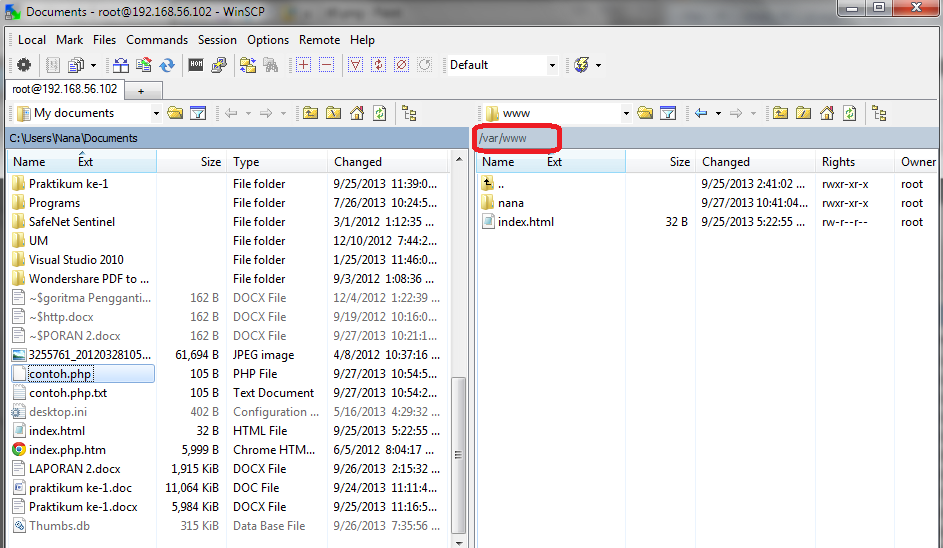 Documents - root@192.168.56.102 - WinSCP
Local Mark Files Commands Session Options Remote Help
Default
root@192.168.56.102 +
My documents
www
C:\Users\Nana\Documents
/var/www
Name Ext Size Type Changed
Praktikum ke-1 File folder 9/25/2013 11:39:0...
Programs File folder 7/26/2013 10:24:5...
SafeNet Sentinel File folder 3/1/2012 1:12:35 ...
UM File folder 12/10/2012 7:44:2...
Visual Studio 2010 File folder 1/25/2013 11:46:0...
Wondershare PDF to ... File folder 9/3/2012 1:08:36 ...
~$goritma Pengganti... 162 B DOCX File 12/4/2012 1:22:39 ...
~$http.docx 162 B DOCX File 9/19/2012 10:16:0...
~$PORAN 2.docx 162 B DOCX File 9/27/2013 10:21:1...
3255761_20120328105... 61,694 B JPEG image 4/8/2012 10:37:16 ...
contoh.php 105 B PHP File 9/27/2013 10:54:5...
contoh.php.txt 105 B Text Document 9/27/2013 10:54:2...
desktop.ini 402 B Configuration ... 5/16/2013 4:29:32 ...
index.html 32 B HTML File 9/25/2013 5:22:55 ...
index.php.htm 5,999 B Chrome HTM... 6/5/2012 8:04:17 ...
LAPORAN 2.docx 1,915 KiB DOCX File 9/26/2013 2:15:32 ...
praktikum ke-1.doc 11,064 KiB DOC File 9/24/2013 11:11:4...
Praktikum ke-1.docx 5,984 KiB DOCX File 9/25/2013 11:16:5...
Thumbs.db 315 KiB Data Base File 9/26/2013 7:35:56 ...
Name Ext Size Changed Rights Owner
.. 9/25/2013 2:41:02 ... rwxr-xr-x root
nana 9/27/2013 10:41:04... rwxr-xr-x root
index.html 32 B 9/25/2013 5:22:55 ... rw-r--r-- root